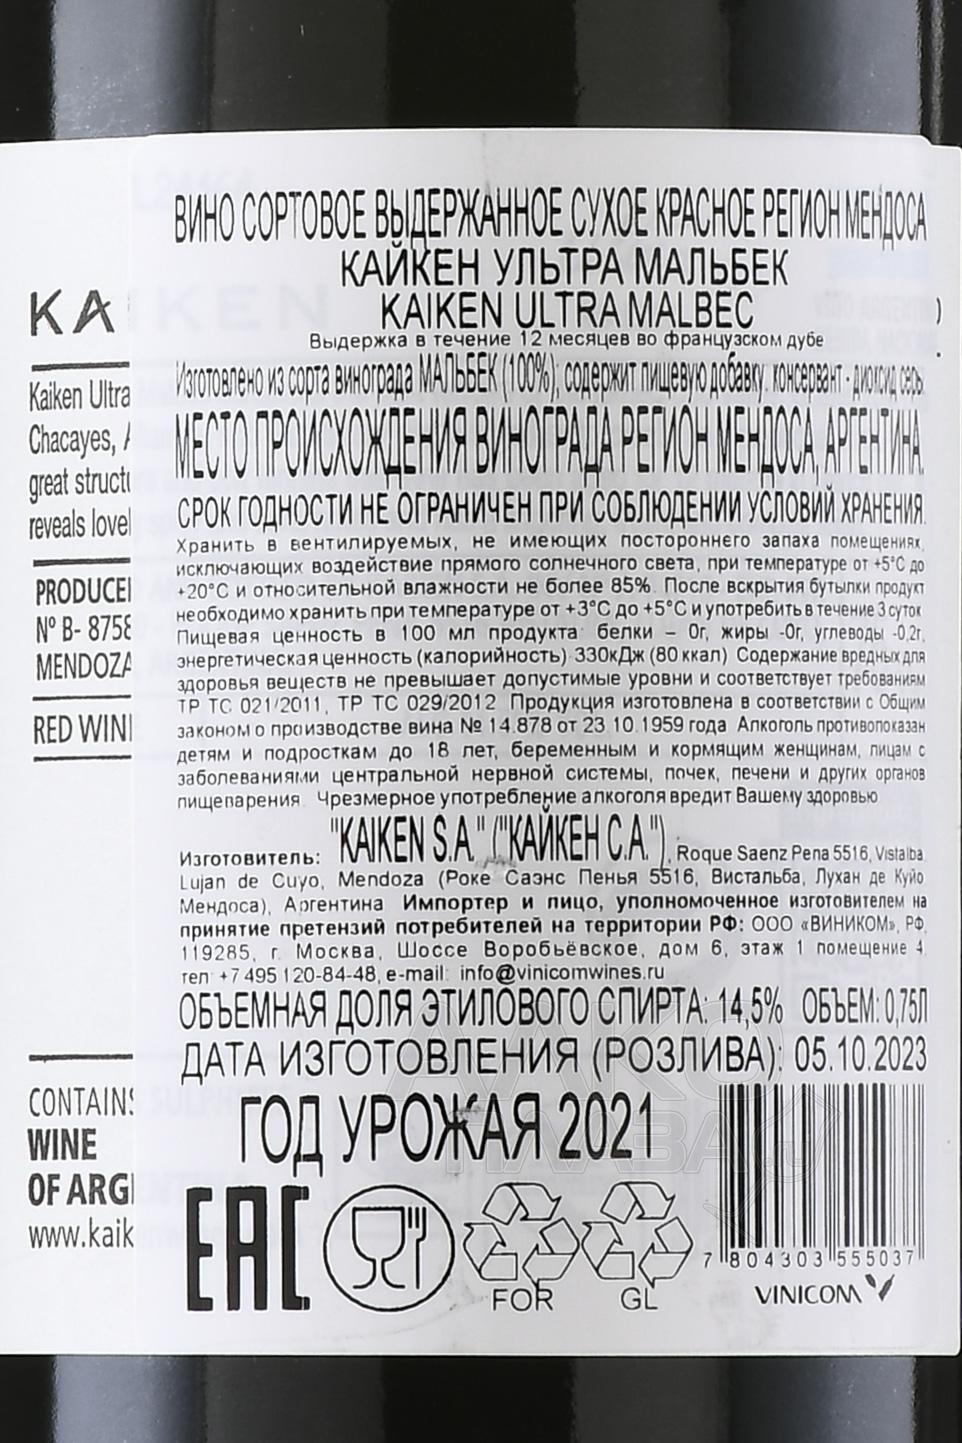 ВИНО СОРТОВОЕ ВЫДЕРЖАННОЕ СУХОЕ КРАСНОЕ РЕГИОН МЕНДОСА
КАЙКЕН УЛЬТРА МАЛЬБЕК
KAIKEN ULTRA MALBEC
Выдержка в течение 12 месяцев во французском дубе
Изготовлено из сорта винограда МАЛЬБЕК (100%), содержит пищевую добавку: консервант - диоксид серы.
МЕСТО ПРОИСХОЖДЕНИЯ ВИНОГРАДА РЕГИОН МЕНДОСА, АРГЕНТИНА.
СРОК ГОДНОСТИ НЕ ОГРАНИЧЕН ПРИ СОБЛЮДЕНИИ УСЛОВИЙ ХРАНЕНИЯ.
Хранить в вентилируемых, не имеющих постороннего запаха помещениях,
исключающих воздействие прямого солнечного света, при температуре от +5°С до
+20°С и относительной влажности не более 85%. После вскрытия бутылки продукт
необходимо хранить при температуре от +3°С до +5°С и употребить в течение 3 суток
Пищевая ценность в 100 мл продукта белки – 0г, жиры -0г, углеводы -0,2г,
энергетическая ценность (калорийность) 330кДж (80 ккал) Содержание вредных для
здоровья веществ не превышает допустимые уровни и соответствует требованиям
ТР ТС 021/2011, ТР ТС 029/2012 Продукция изготовлена в соответствии с Общим
законом о производстве вина № 14.878 от 23.10.1959 года Алкоголь противопоказан
детям и подросткам до 18 лет, беременным и кормящим женщинам, лицам с
заболеваниями центральной нервной системы, почек, печени и других органов
пищеварения. Чрезмерное употребление алкоголя вредит Вашему здоровью
Изготовитель: "KAIKEN S.A." ("КАЙКЕН С.А."), Roque Saenz Pena 5516, Vistalba,
Lujan de Cuyo, Mendoza (Роке Саэнс Пенья 5516, Вистальба, Лухан де Куйо
Мендоса), Аргентина Импортер и лицо, уполномоченное изготовителем на
принятие претензий потребителей на территории РФ: ООО «ВИНИКОМ», РФ,
119285, г. Москва, Шоссе Воробьёвское, дом 6, этаж 1 помещение 4,
тел +7 495 120-84-48, e-mail: info@vinicomwines.ru
ОБЪЕМНАЯ ДОЛЯ ЭТИЛОВОГО СПИРТА: 14,5% ОБЪЕМ: 0,75Л
ДАТА ИЗГОТОВЛЕНИЯ (РОЗЛИВА): 05.10.2023
ГОД УРОЖАЯ 2021
EAC
FOR
GL
7 804303 555037
VINICOM
KAIKEN
Kaiken Ultra
Chacayes, A
great struct
reveals lovel
PRODUCE
Nº B- 8758
MENDOZA
RED WIN
CONTAINS SULPHITES
WINE
OF ARGE
www.kaik